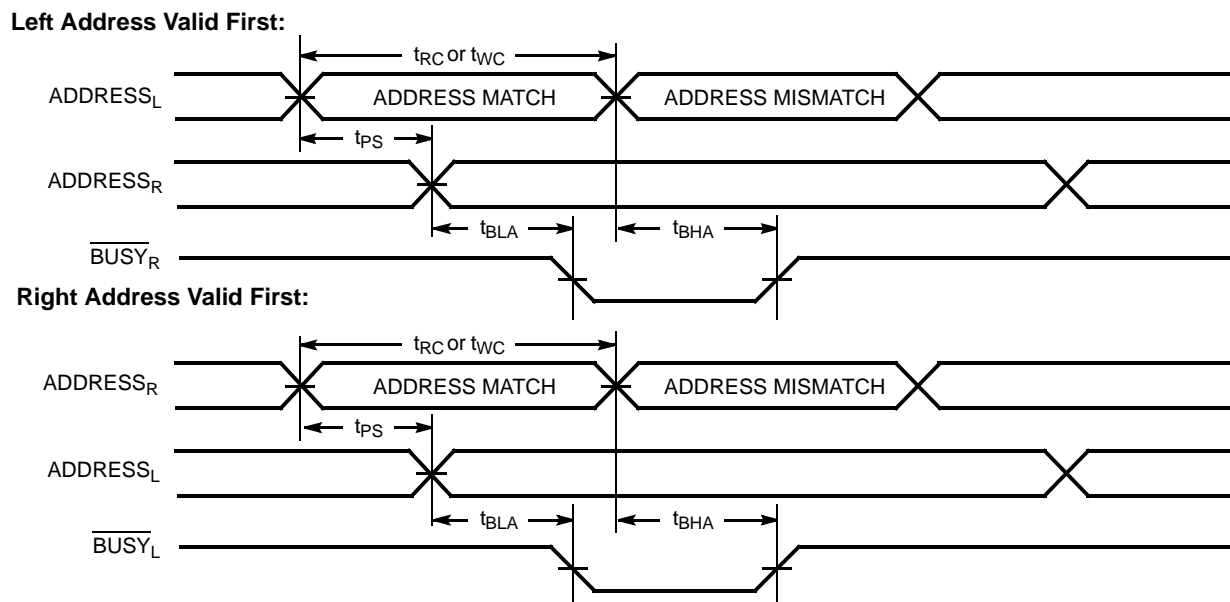 Left Address Valid First:
tRC or tWC
ADDRESSL
ADDRESS MATCH
ADDRESS MISMATCH
tPS
ADDRESSR
tBLA
tBHA
BUSYR
Right Address Valid First:
tRC or tWC
ADDRESSR
ADDRESS MATCH
ADDRESS MISMATCH
tPS
ADDRESSL
tBLA
tBHA
BUSYL